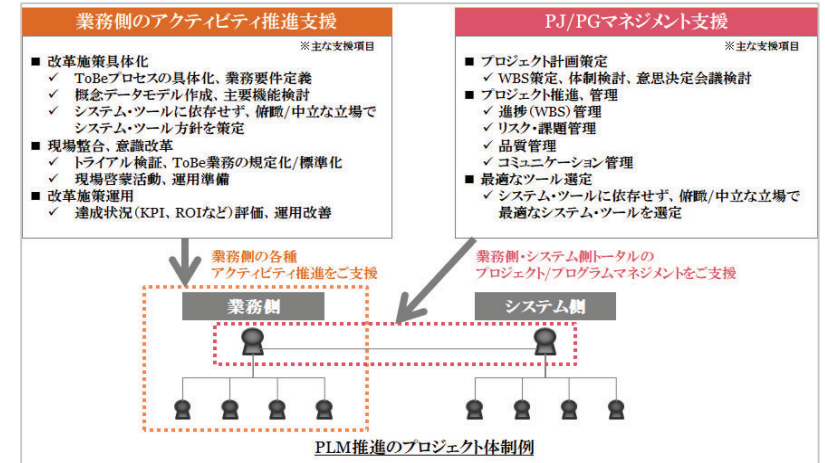 業務側のアクティビティ推進支援
※主な支援項目
■ 改革施策具体化
✓ ToBeプロセスの具体化、業務要件定義
✓ 概念データモデル作成、主要機能検討
✓ システム・ツールに依存せず、俯瞰/中立な立場で
システム・ツール方針を策定
■ 現場整合、意識改革
✓ トライアル検証、ToBe業務の規定化/標準化
✓ 現場啓蒙活動、運用準備
■ 改革施策運用
✓ 達成状況(KPI、ROIなど)評価、運用改善
PJ/PGマネジメント支援
※主な支援項目
■ プロジェクト計画策定
✓ WBS策定、体制検討、意思決定会議検討
■ プロジェクト推進、管理
✓ 進捗(WBS)管理
✓ リスク・課題管理
✓ 品質管理
✓ コミュニケーション管理
■ 最適なツール選定
✓ システム・ツールに依存せず、俯瞰/中立な立場で
最適なシステム・ツールを選定
業務側の各種
アクティビティ推進をご支援
業務側・システム側トータルの
プロジェクト/プログラムマネジメントをご支援
業務側
システム側
PLM推進のプロジェクト体制例